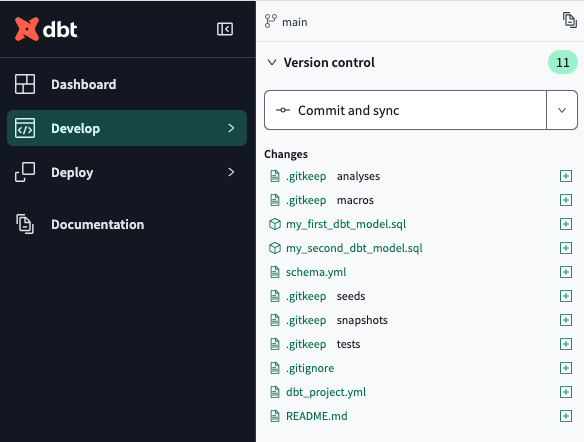 dbt
Dashboard
Develop
Deploy
Documentation
main
Version control 11
Commit and sync
Changes
.gitkeep analyses
.gitkeep macros
my_first_dbt_model.sql
my_second_dbt_model.sql
schema.yml
.gitkeep seeds
.gitkeep snapshots
.gitkeep tests
.gitignore
dbt_project.yml
README.md